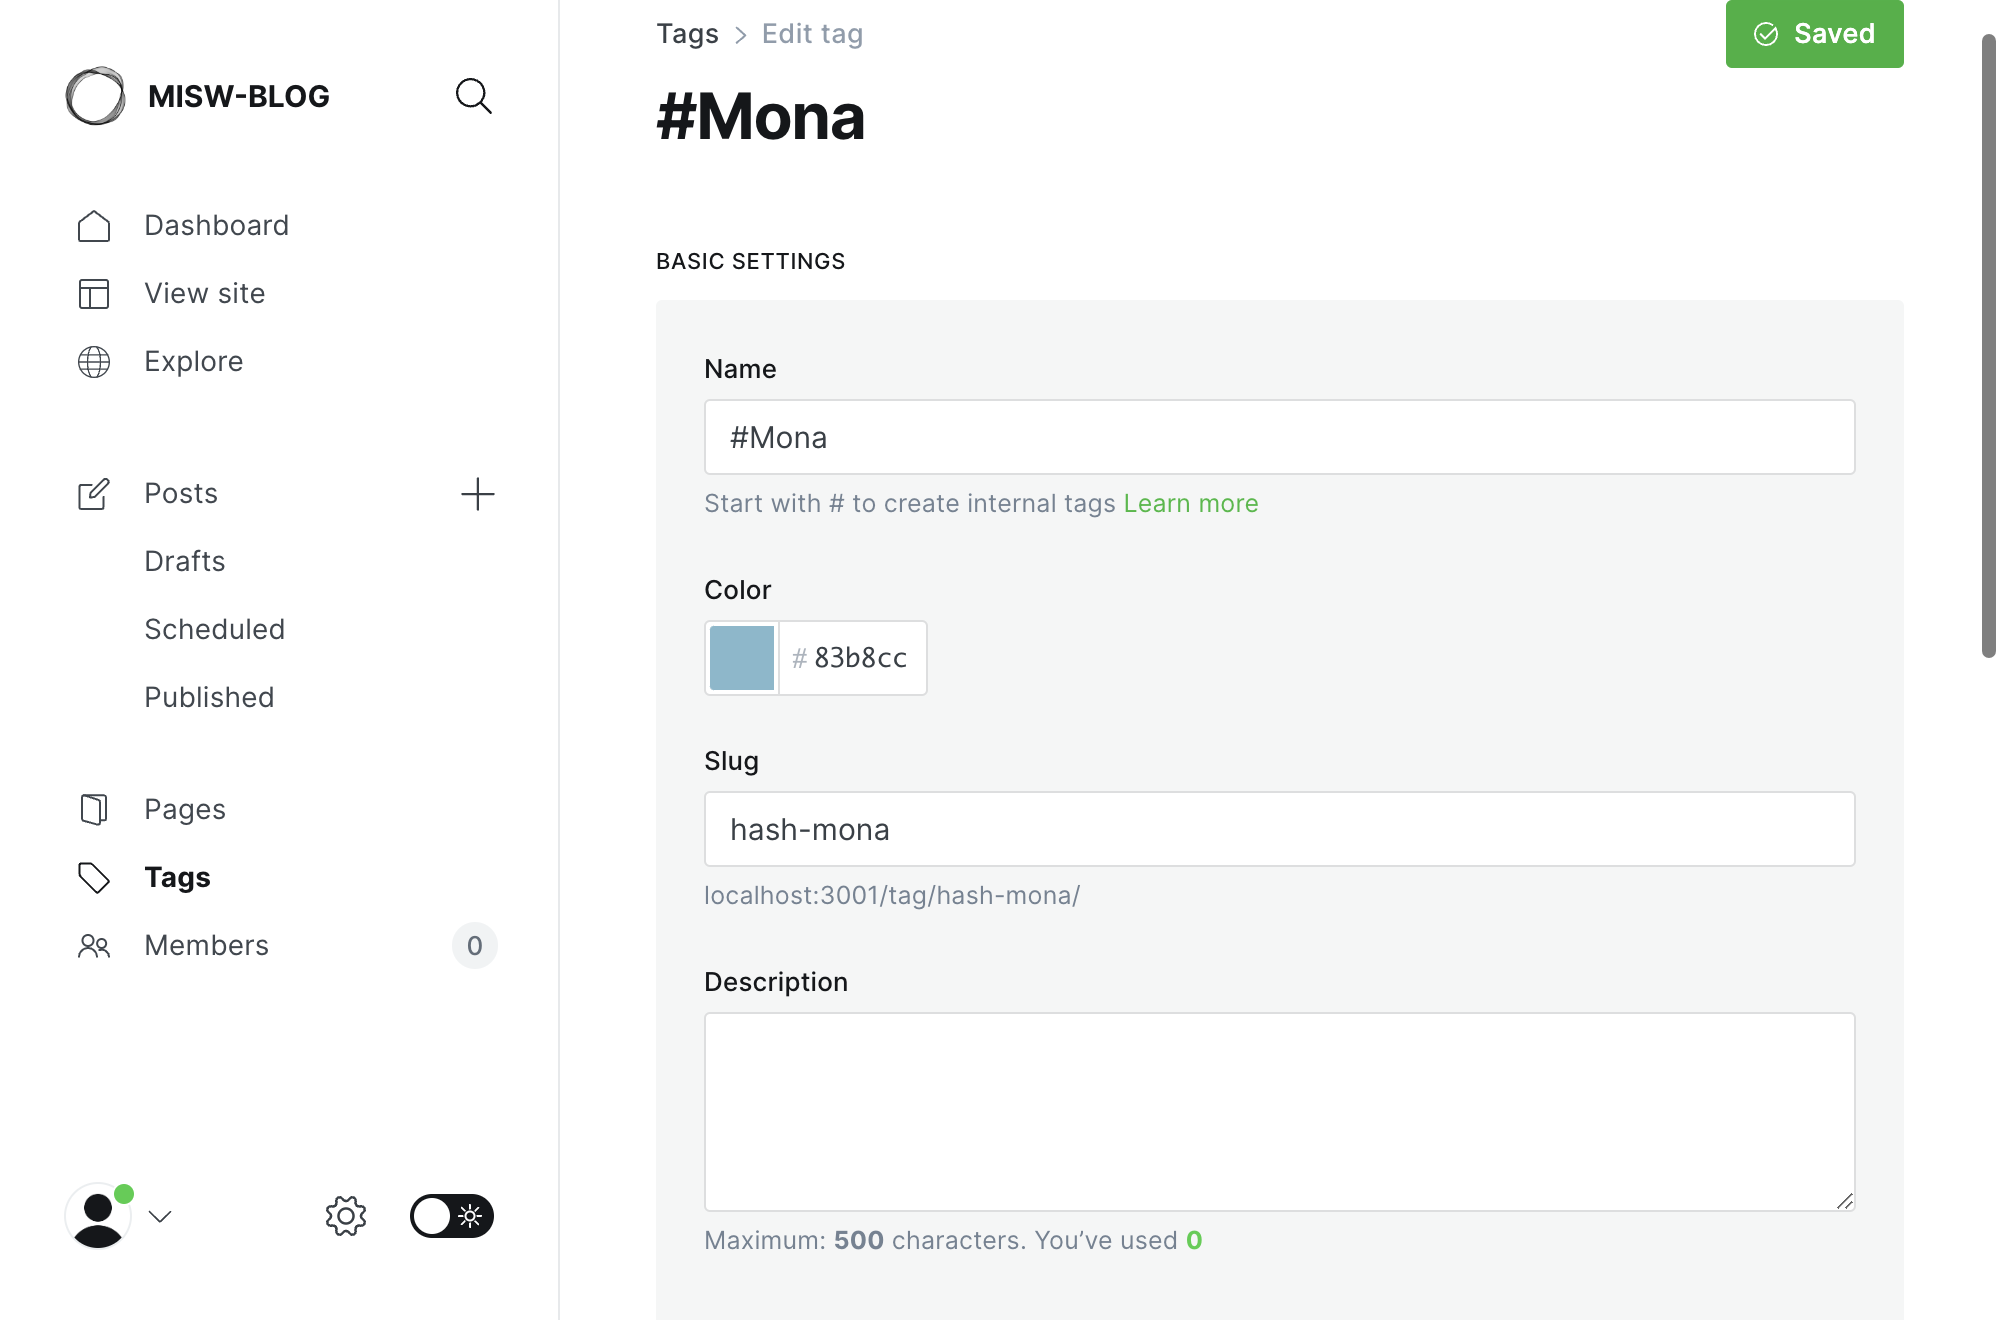 MISW-BLOG
Dashboard
View site
Explore
Posts
Drafts
Scheduled
Published
Pages
Tags
Members 0
Tags > Edit tag
Saved
#Mona
BASIC SETTINGS
Name
#Mona
Start with # to create internal tags Learn more
Color
# 83b8cc
Slug
hash-mona
localhost:3001/tag/hash-mona/
Description
Maximum: 500 characters. You’ve used 0